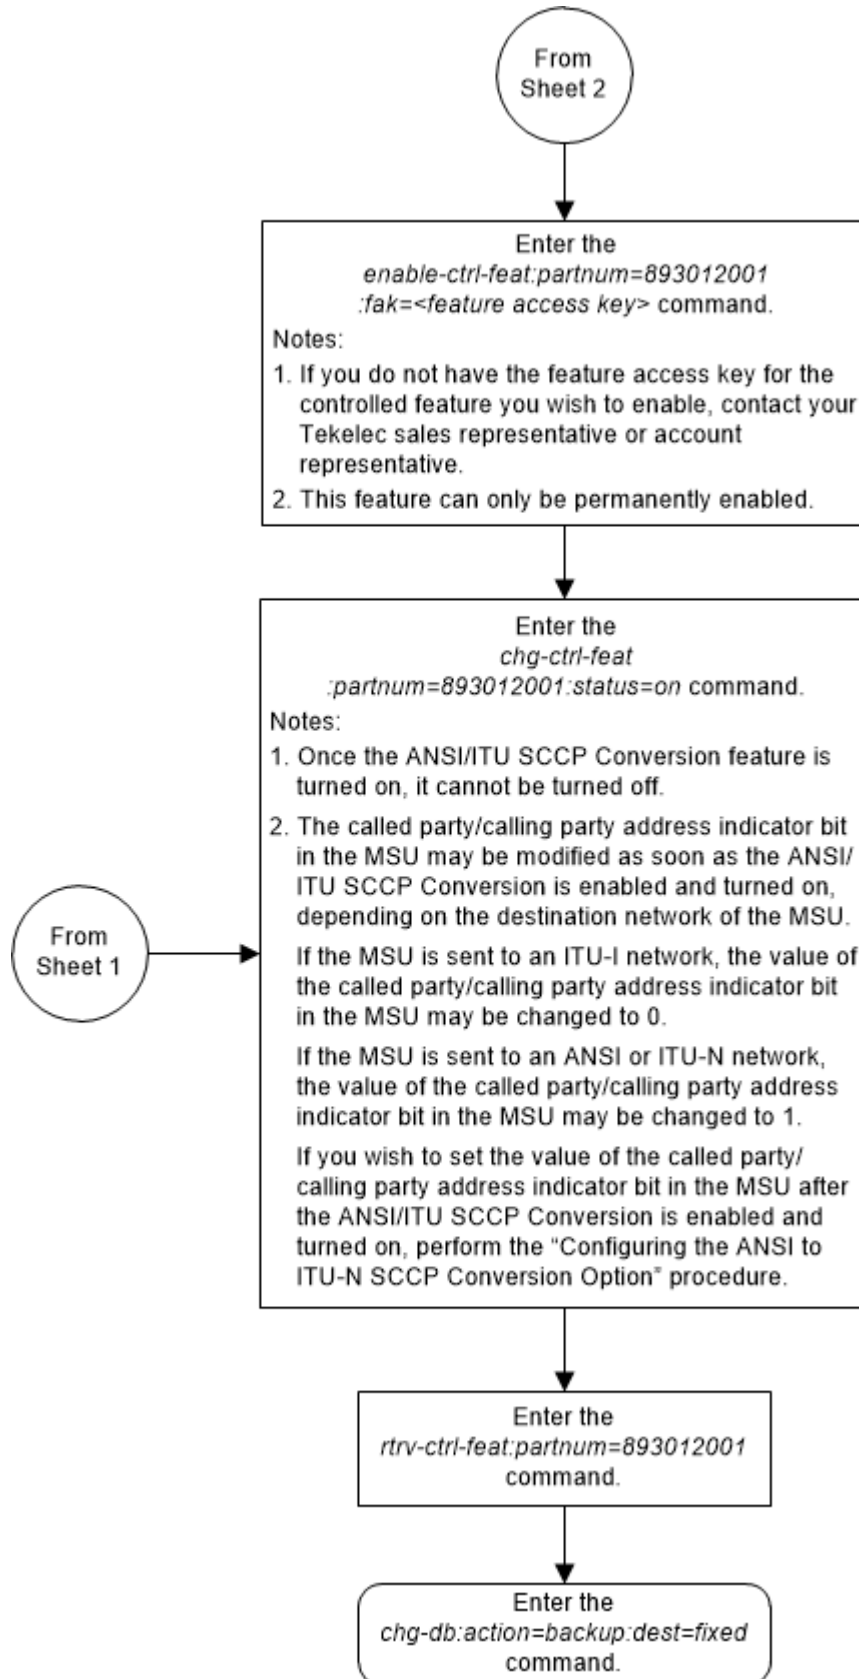 From
Sheet 2
Enter the
enable-ctrl-feat:partnum=893012001
:fak=<feature access key> command.
Notes:
1. If you do not have the feature access key for the
controlled feature you wish to enable, contact your
Tekelec sales representative or account
representative.
2. This feature can only be permanently enabled.
Enter the
chg-ctrl-feat
:partnum=893012001:status=on command.
Notes:
1. Once the ANSI/ITU SCCP Conversion feature is
turned on, it cannot be turned off.
2. The called party/calling party address indicator bit
in the MSU may be modified as soon as the ANSI/
ITU SCCP Conversion is enabled and turned on,
depending on the destination network of the MSU.
If the MSU is sent to an ITU-I network, the value of
the called party/calling party address indicator bit
in the MSU may be changed to 0.
If the MSU is sent to an ANSI or ITU-N network,
the value of the called party/calling party address
indicator bit in the MSU may be changed to 1.
If you wish to set the value of the called party/
calling party address indicator bit in the MSU after
the ANSI/ITU SCCP Conversion is enabled and
turned on, perform the “Configuring the ANSI to
ITU-N SCCP Conversion Option” procedure.
From
Sheet 1
Enter the
rtrv-ctrl-feat:partnum=893012001
command.
Enter the
chg-db:action=backup:dest=fixed
command.